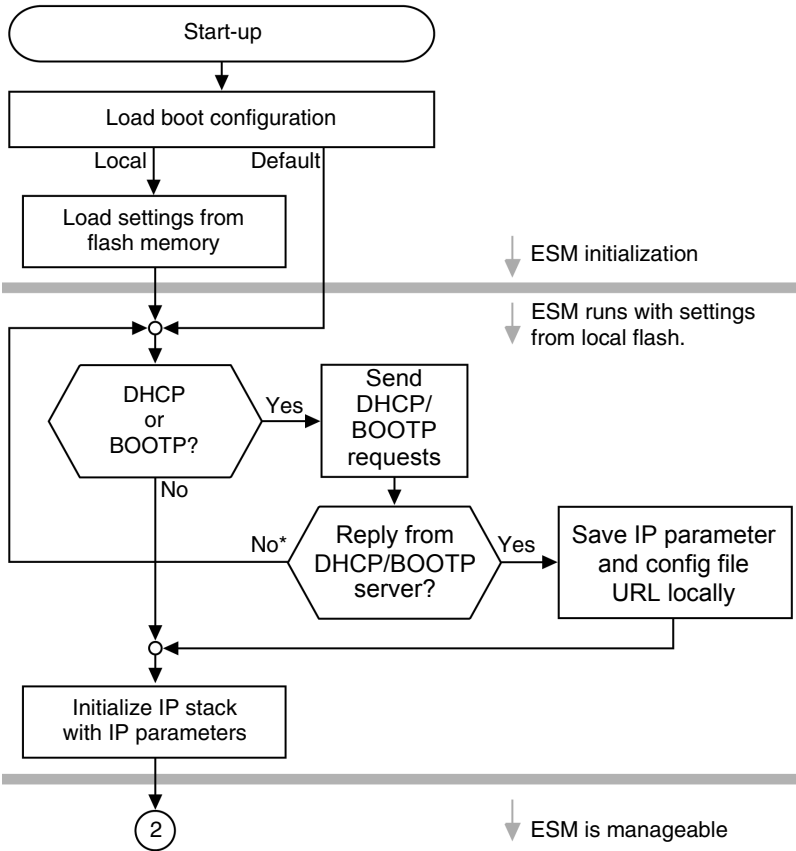 Start-up
Load boot configuration
Local
Default
Load settings from
flash memory
ESM initialization
ESM runs with settings
from local flash.
DHCP
or
BOOTP?
Yes
Send
DHCP/
BOOTP
requests
No
No*
Reply from
DHCP/BOOTP
server?
Yes
Save IP parameter
and config file
URL locally
Initialize IP stack
with IP parameters
2
ESM is manageable